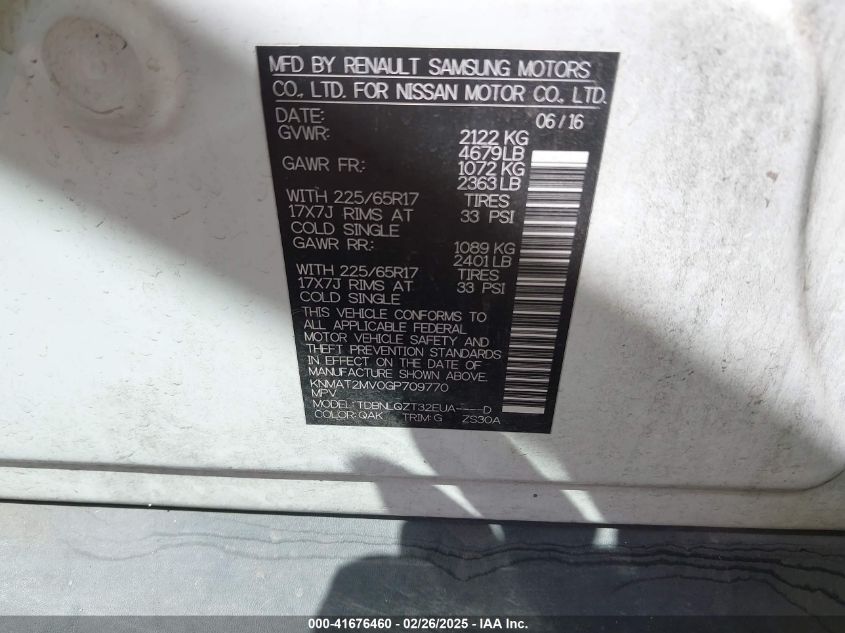 MFD BY RENAULT SAMSUNG MOTORS
CO., LTD. FOR NISSAN MOTOR CO., LTD.
DATE: 06/16
GVWR: 2122 KG
4679LB
GAWR FR.: 1072 KG
2363 LB
WITH 225/65R17 TIRES
17X7J RIMS AT 33 PSI
COLD SINGLE
GAWR RR.: 1089 KG
2401LB
WITH 225/65R17 TIRES
17X7J RIMS AT 33 PSI
COLD SINGLE
THIS VEHICLE CONFORMS TO
ALL APPLICABLE FEDERAL
MOTOR VEHICLE SAFETY AND
THEFT PREVENTION STANDARDS
IN EFFECT ON THE DATE OF
MANUFACTURE SHOWN ABOVE.
KNMAT2MV0GP709770
MPV
MODEL:TDBNLQZT32EUA----D
COLOR:QAK TRIM:G ZS30A
000-41676460 - 02/26/2025 - IAA Inc.